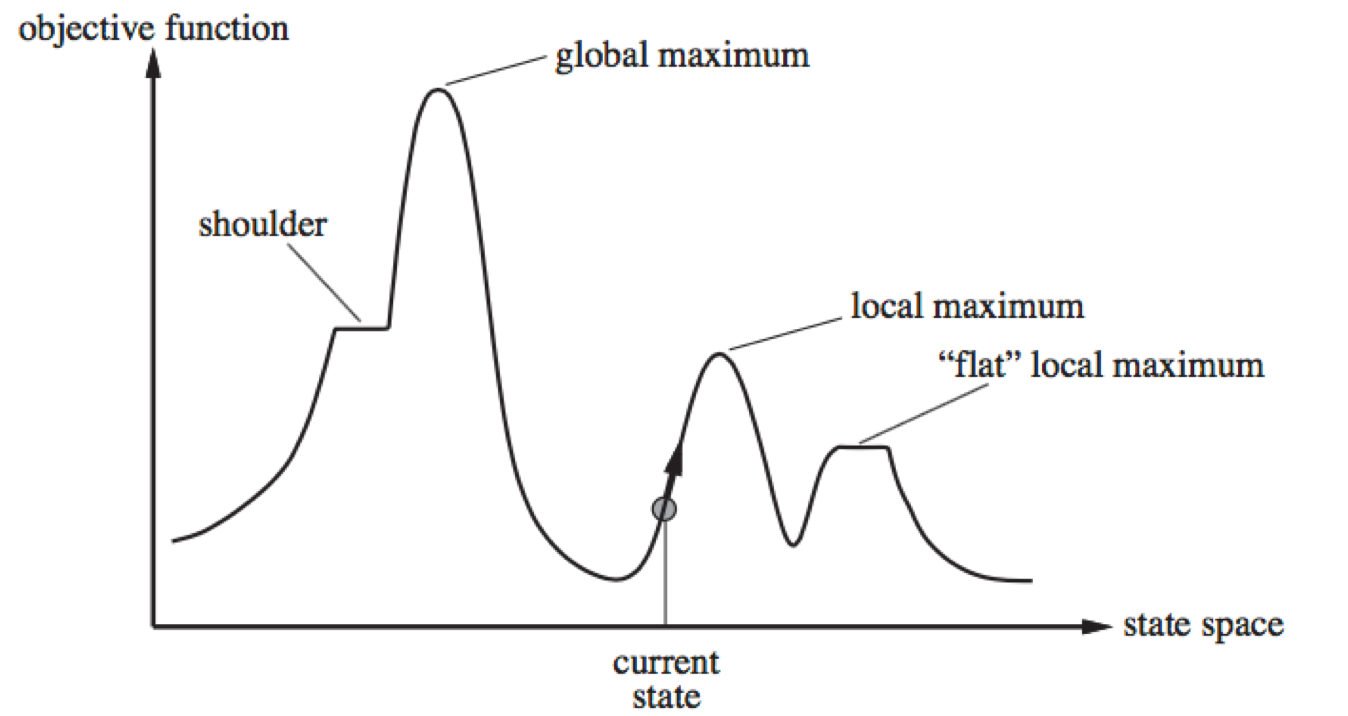 objective function
global maximum
shoulder
local maximum
“flat” local maximum
state space
current
state